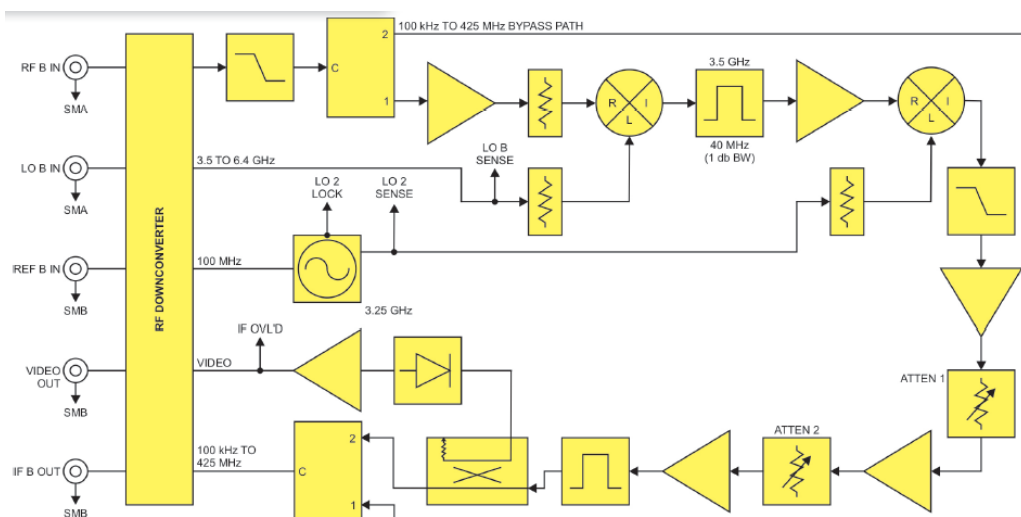 2
100 kHz TO 425 MHz BYPASS PATH
RF B IN
SMA
C
1
3.5 GHz
R
I
L
40 MHz
(1 db BW)
R
I
L
LO B IN
SMA
3.5 TO 6.4 GHz
LO B
SENSE
LO 2
LOCK
LO 2
SENSE
RF DOWNCONVERTER
REF B IN
SMB
100 MHz
3.25 GHz
IF OVL'D
VIDEO
OUT
SMB
VIDEO
ATTEN 1
ATTEN 2
IF B OUT
SMB
100 kHz TO
425 MHz
2
C
1